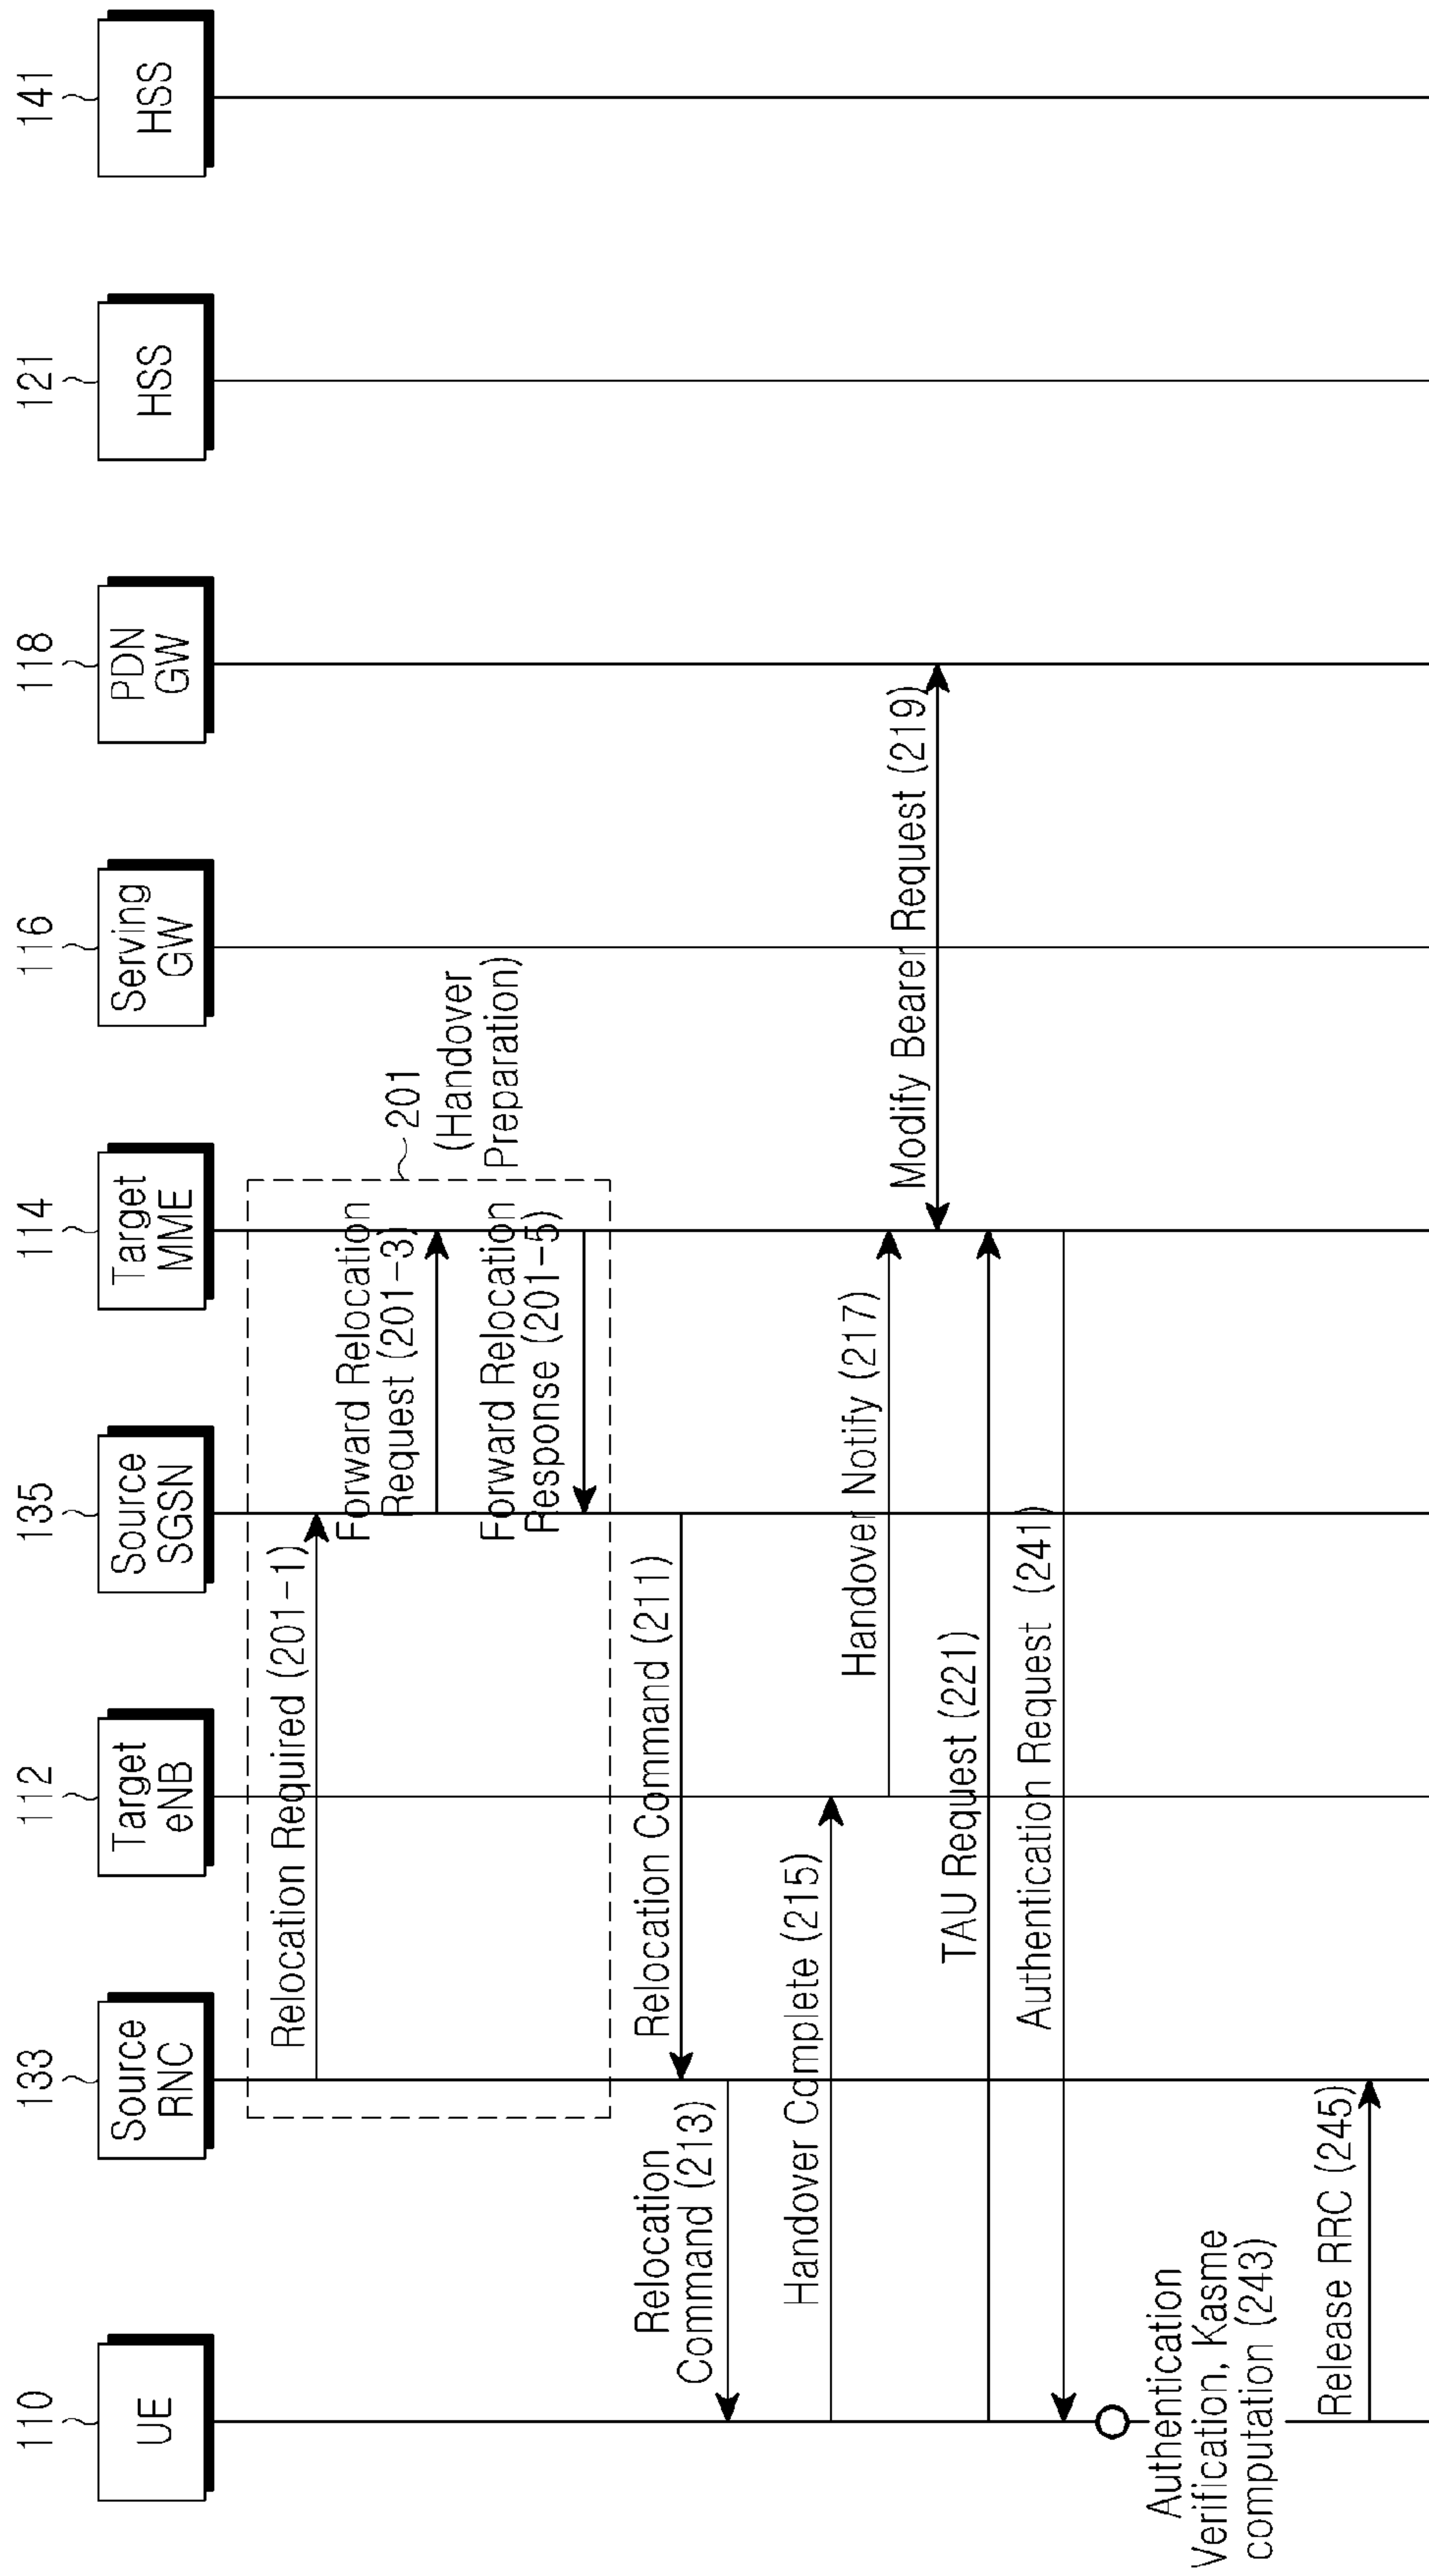 110
133
112
135
114
116
118
121
141
UE
Source
RNC
Target
eNB
Source
SGSN
Target
MME
Serving
GW
PDN
GW
HSS
HSS
Relocation Required (201-1)
Forward Relocation
Request (201-3)
201
(Handover
Preparation)
Forward Relocation
Response (201-5)
Relocation Command (211)
Relocation
Command (213)
Handover Complete (215)
Handover Notify (217)
Modify Bearer Request (219)
TAU Request (221)
Authentication Request (241)
Authentication
Verification, Kasme
computation (243)
Release RRC (245)